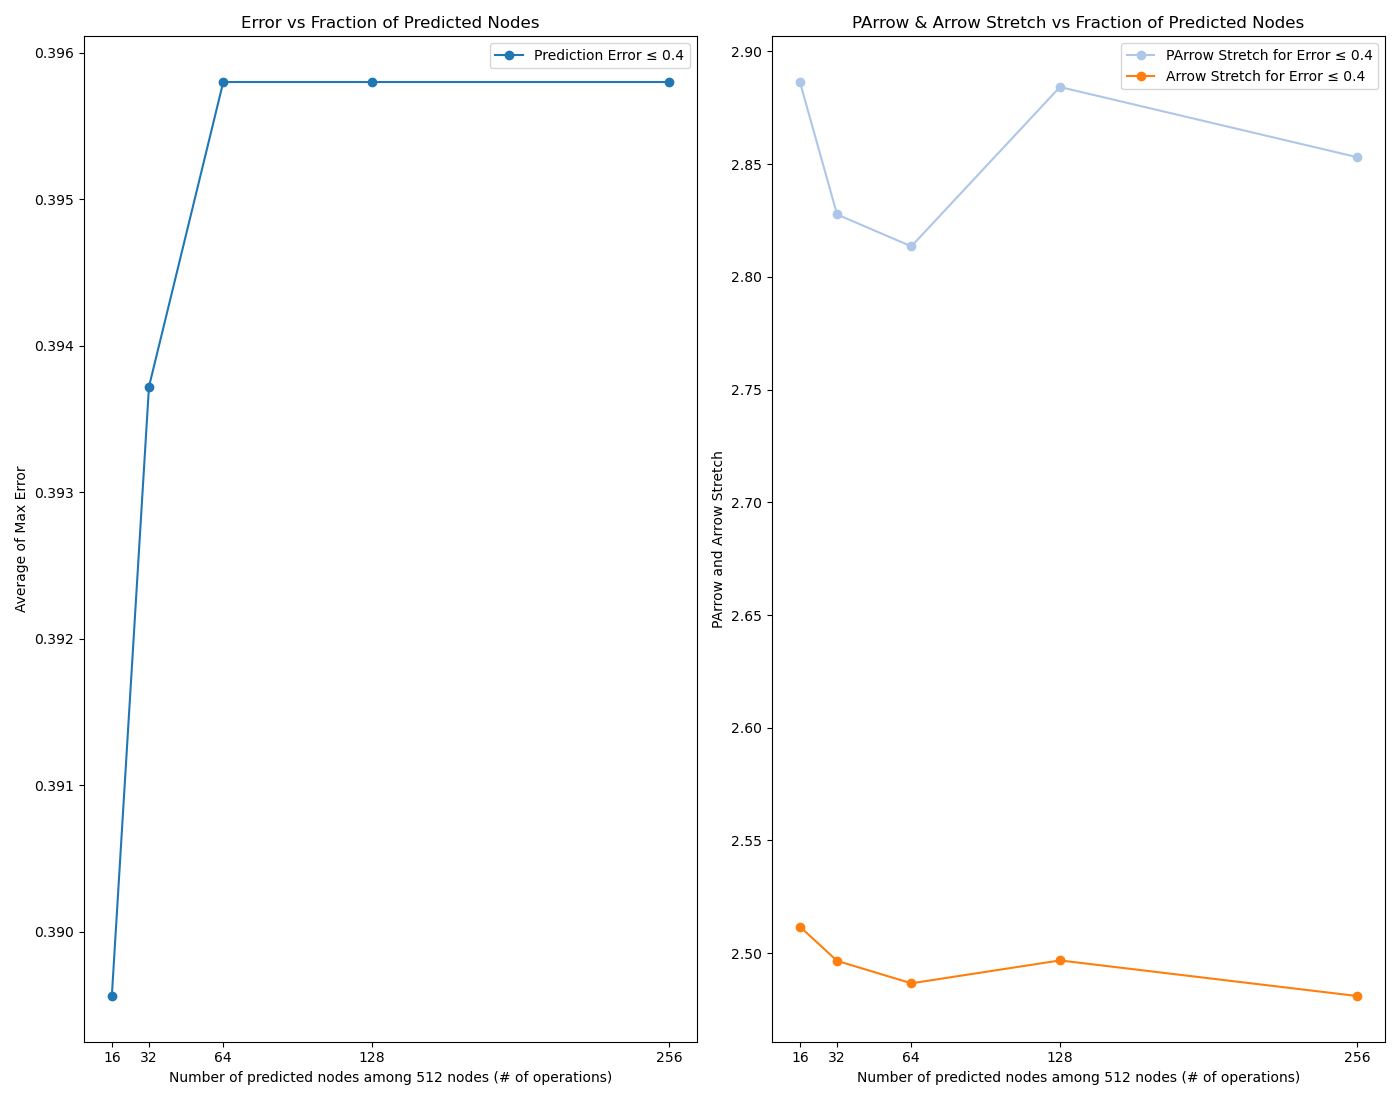 Error vs Fraction of Predicted Nodes
Prediction Error ≤ 0.4
0.396
0.395
0.394
0.393
0.392
0.391
0.390
Average of Max Error
16 32 64 128 256
Number of predicted nodes among 512 nodes (# of operations)
PArrow & Arrow Stretch vs Fraction of Predicted Nodes
PArrow Stretch for Error ≤ 0.4
Arrow Stretch for Error ≤ 0.4
2.90
2.85
2.80
2.75
2.70
2.65
2.60
2.55
2.50
PArrow and Arrow Stretch
16 32 64 128 256
Number of predicted nodes among 512 nodes (# of operations)